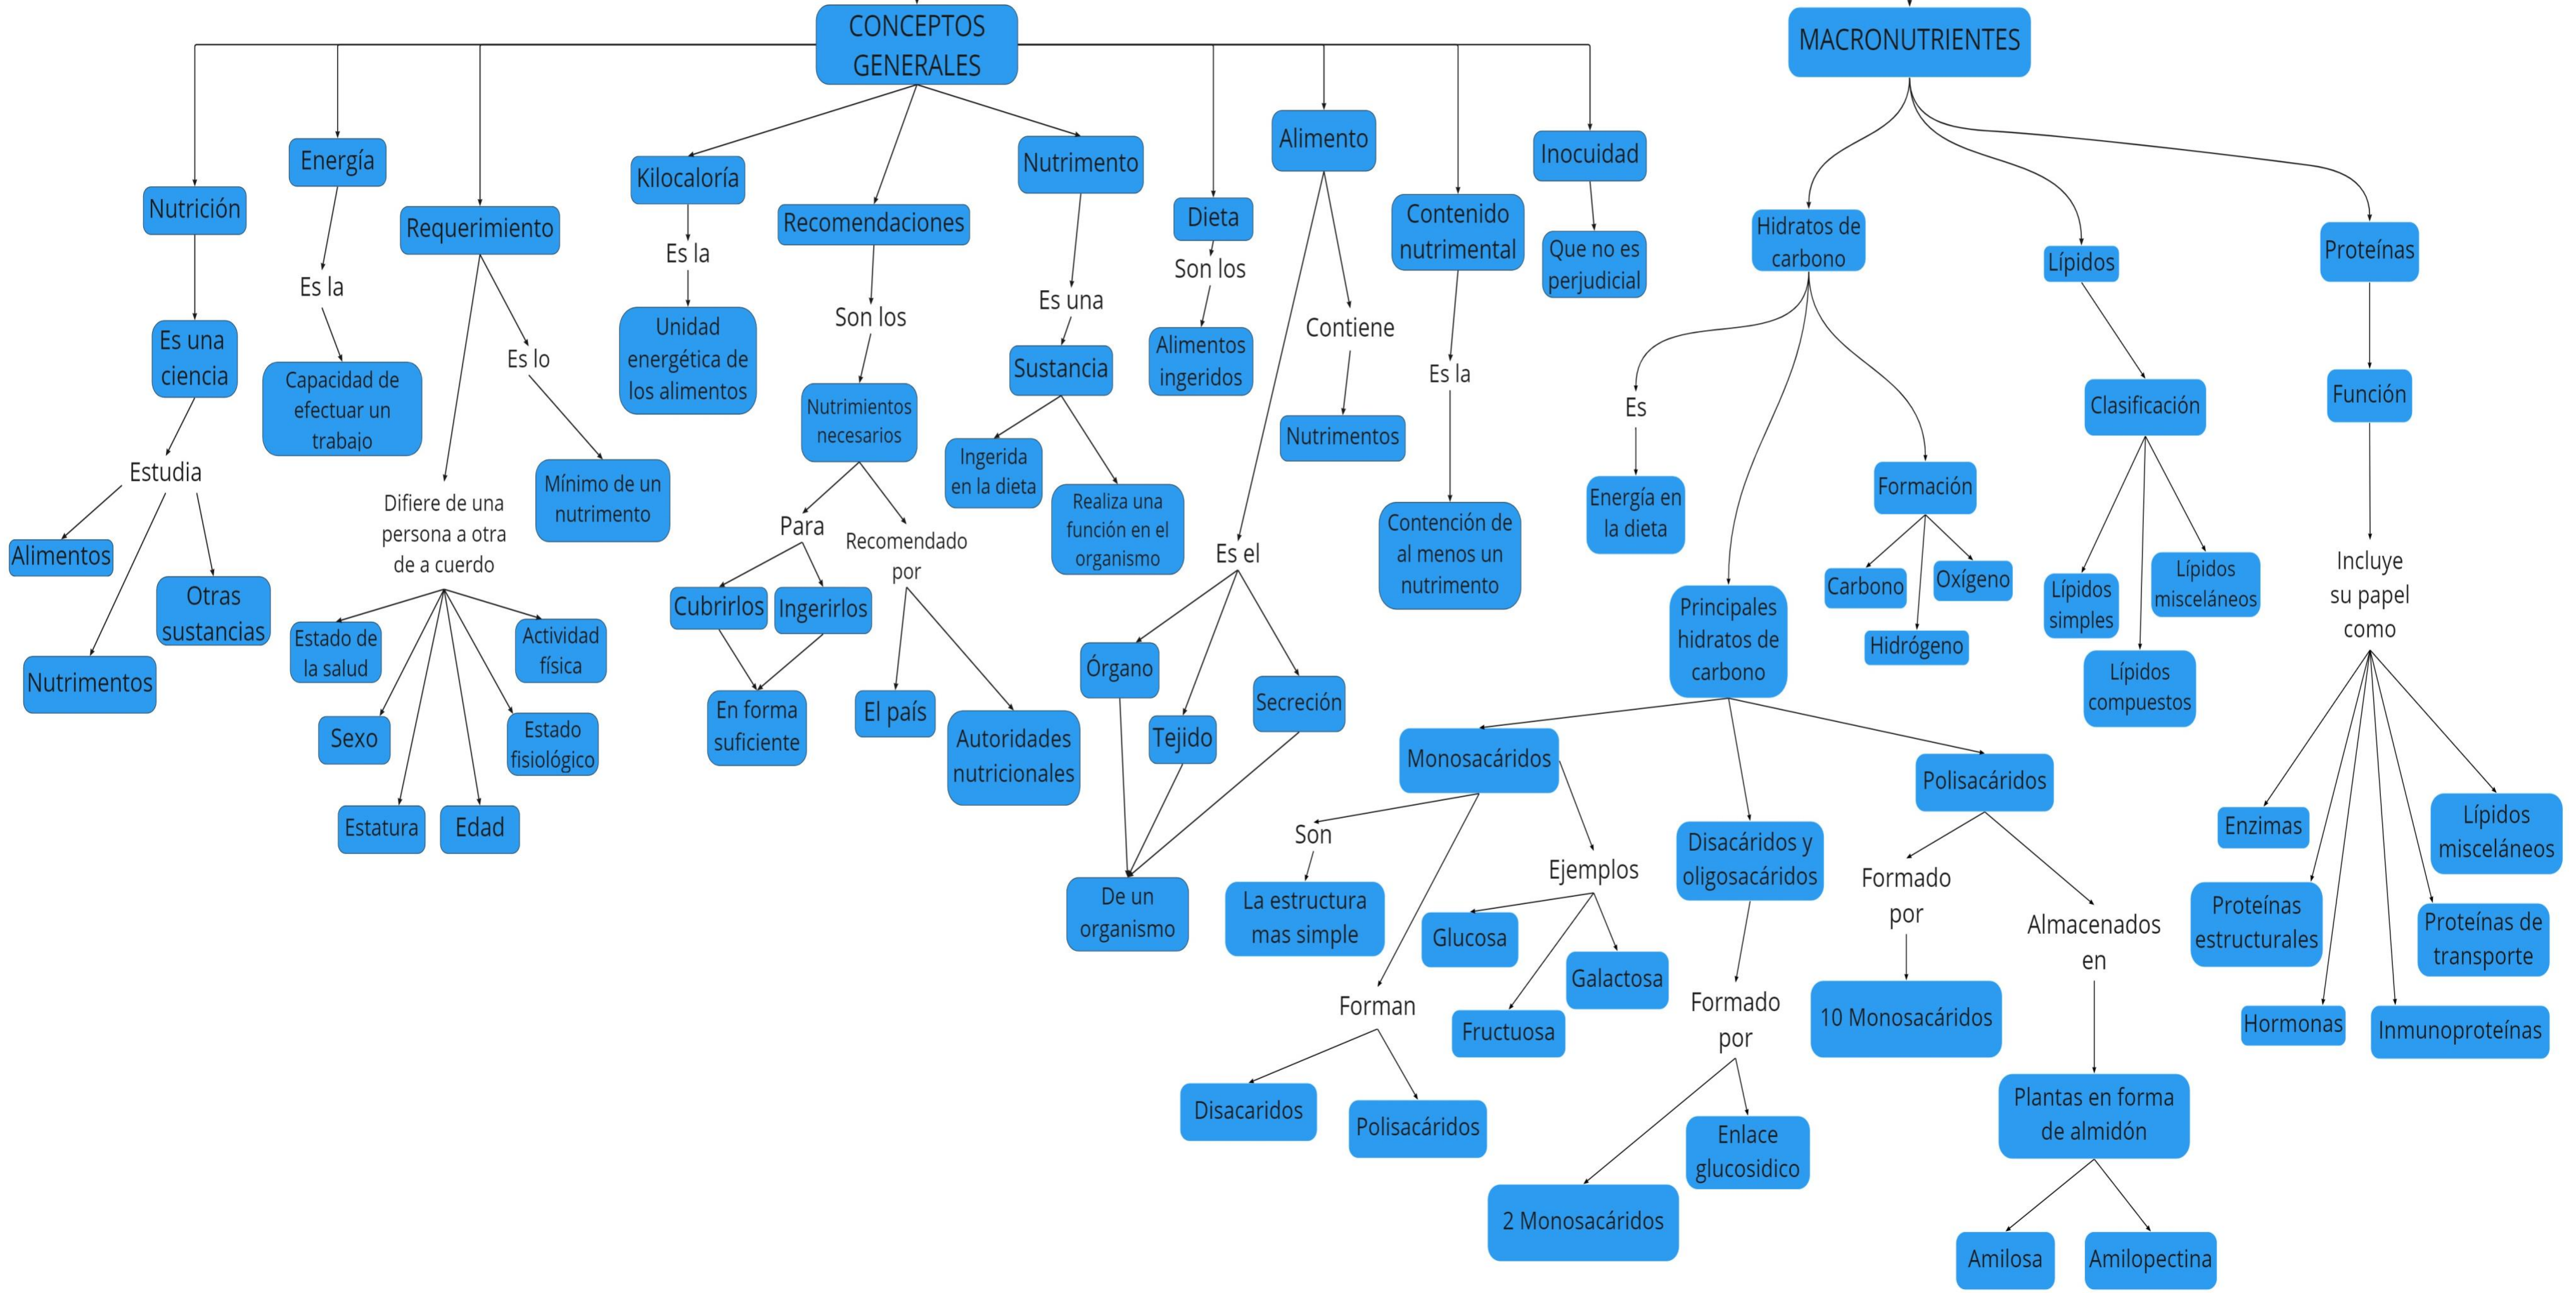 CONCEPTOS
GENERALES
Nutrición
Es una
ciencia
Estudia
Alimentos
Nutrimentos
Otras
sustancias
Energía
Es la
Capacidad de
efectuar un
trabajo
Requerimiento
Difiere de una
persona a otra
de a cuerdo
Estado de
la salud
Sexo
Estatura
Edad
Estado
fisiológico
Actividad
física
Es lo
Mínimo de un
nutrimento
Kilocaloría
Es la
Unidad
energética de
los alimentos
Recomendaciones
Son los
Nutrimientos
necesarios
Para
Cubrirlos
Ingerirlos
En forma
suficiente
Recomendado
por
El país
Autoridades
nutricionales
Nutrimento
Es una
Sustancia
Ingerida
en la dieta
Realiza una
función en el
organismo
Dieta
Son los
Alimentos
ingeridos
Alimento
Es el
Órgano
Tejido
Secreción
De un
organismo
Contiene
Nutrimentos
Contenido
nutrimental
Es la
Contención de
al menos un
nutrimento
Inocuidad
Que no es
perjudicial
MACRONUTRIENTES
Hidratos de
carbono
Es
Energía en
la dieta
Principales
hidratos de
carbono
Monosacáridos
Son
La estructura
mas simple
Forman
Disacaridos
Polisacáridos
Ejemplos
Glucosa
Fructuosa
Galactosa
Disacáridos y
oligosacáridos
Formado
por
2 Monosacáridos
Enlace
glucosidico
Polisacáridos
Formado
por
10 Monosacáridos
Almacenados
en
Plantas en forma
de almidón
Amilosa
Amilopectina
Formación
Carbono
Hidrógeno
Oxígeno
Lípidos
Clasificación
Lípidos
simples
Lípidos
compuestos
Lípidos
misceláneos
Proteínas
Función
Incluye
su papel
como
Enzimas
Proteínas
estructurales
Hormonas
Inmunoproteínas
Proteínas de
transporte
Lípidos
misceláneos